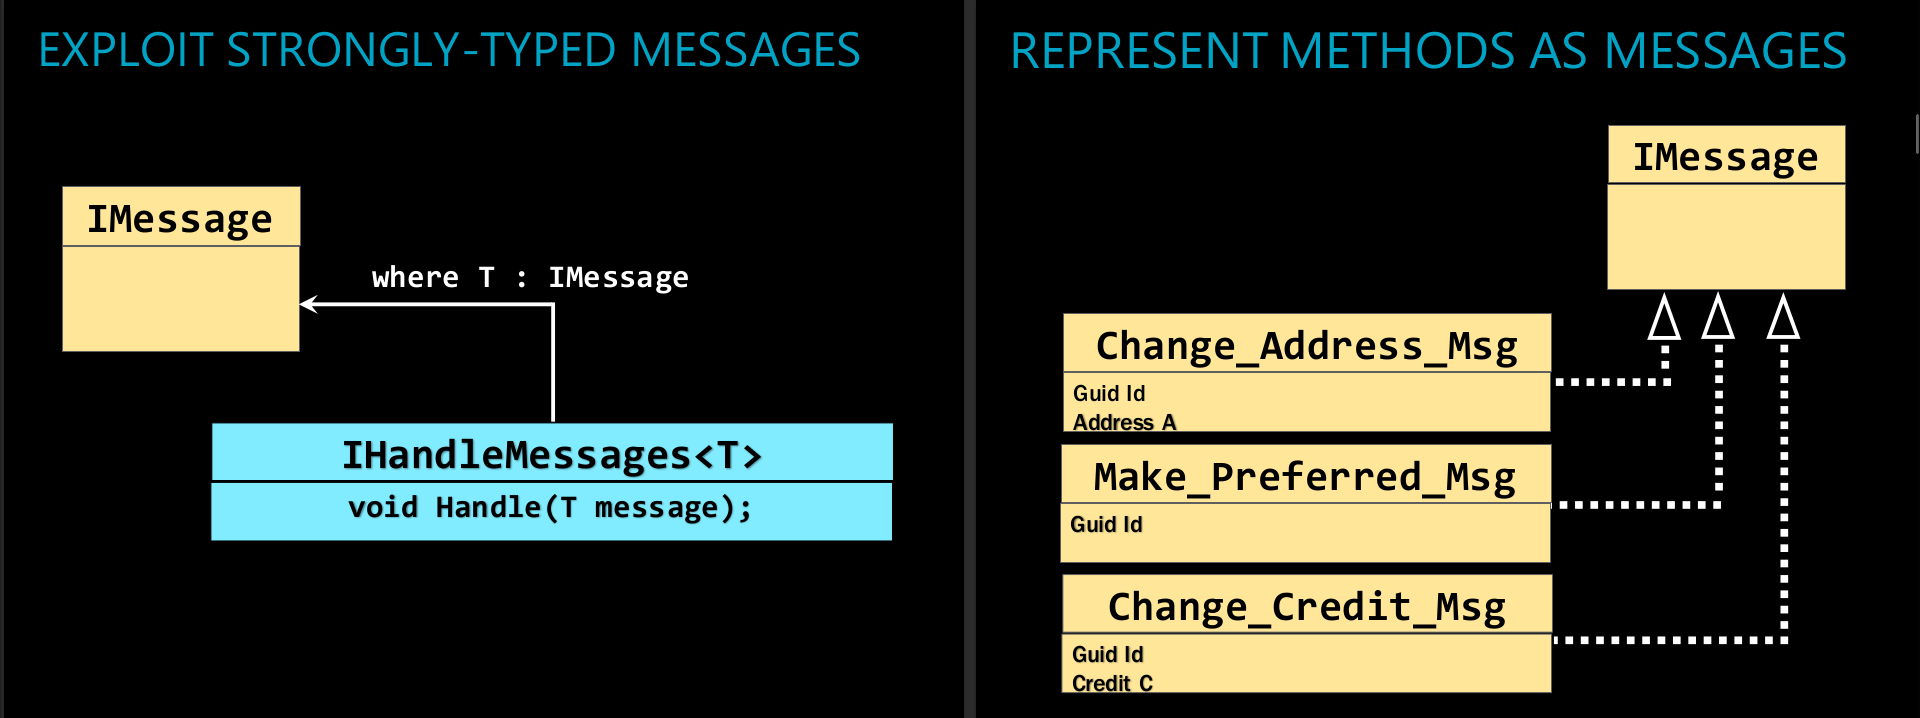 EXPLOIT STRONGLY-TYPED MESSAGES
IMessage
where T : IMessage
IHandleMessages<T>
void Handle(T message);
REPRESENT METHODS AS MESSAGES
IMessage
Change_Address_Msg
Guid Id
Address A
Make_Preferred_Msg
Guid Id
Change_Credit_Msg
Guid Id
Credit C